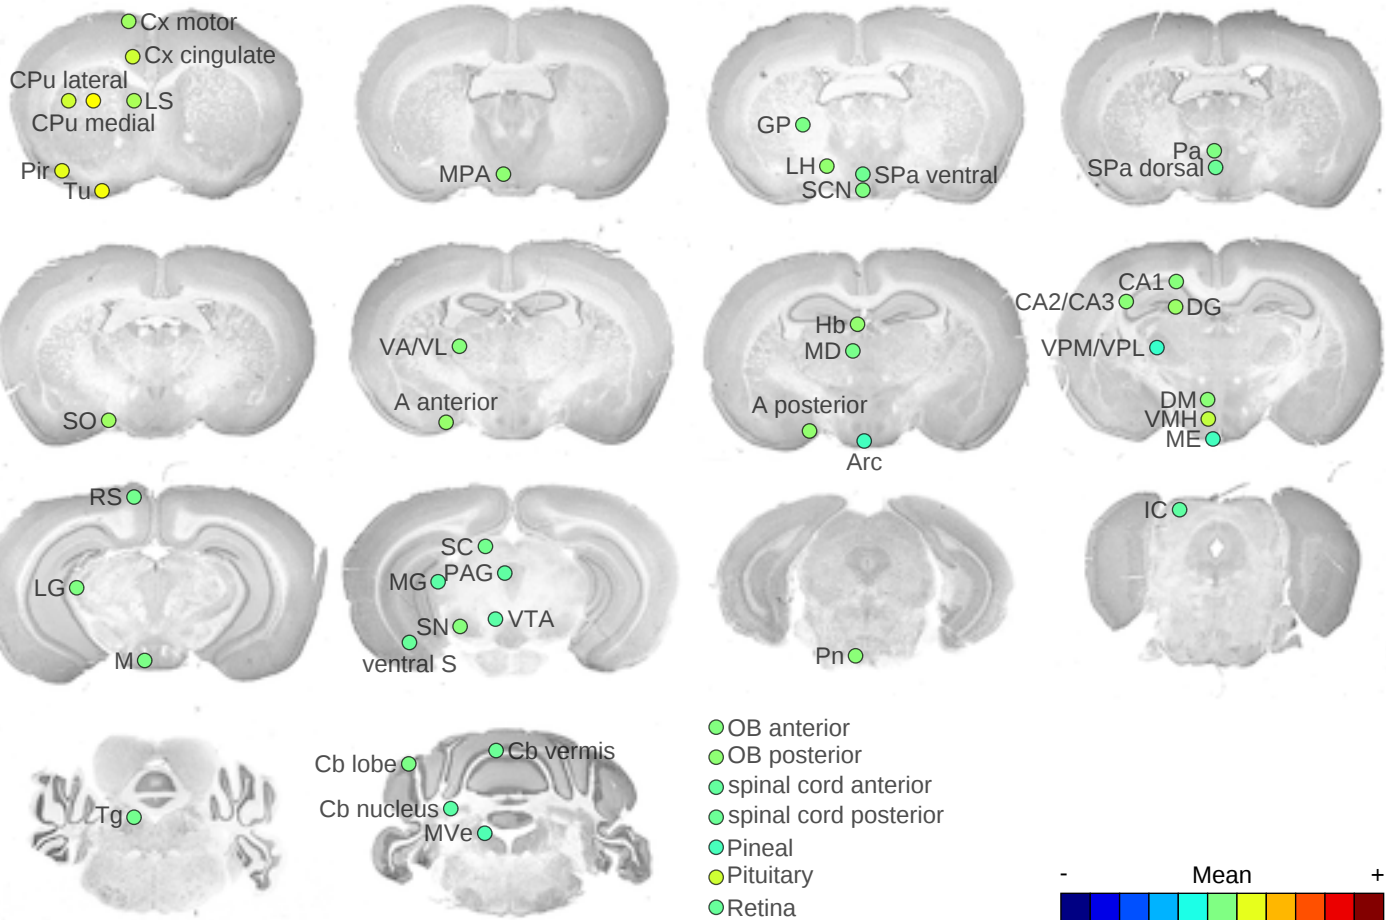 Cx motor
Cx cingulate
CPu lateral
LS
CPu medial
Pir
Tu
MPA
GP
LH
SPa ventral
SCN
Pa
SPa dorsal
SO
VA/VL
A anterior
Hb
MD
A posterior
Arc
CA1
CA2/CA3
DG
VPM/VPL
DM
VMH
ME
RS
LG
M
SC
PAG
MG
VTA
SN
ventral S
Pn
IC
Tg
Cb vermis
Cb lobe
Cb nucleus
MVe
OB anterior
OB posterior
spinal cord anterior
spinal cord posterior
Pineal
Pituitary
Retina
- Mean +